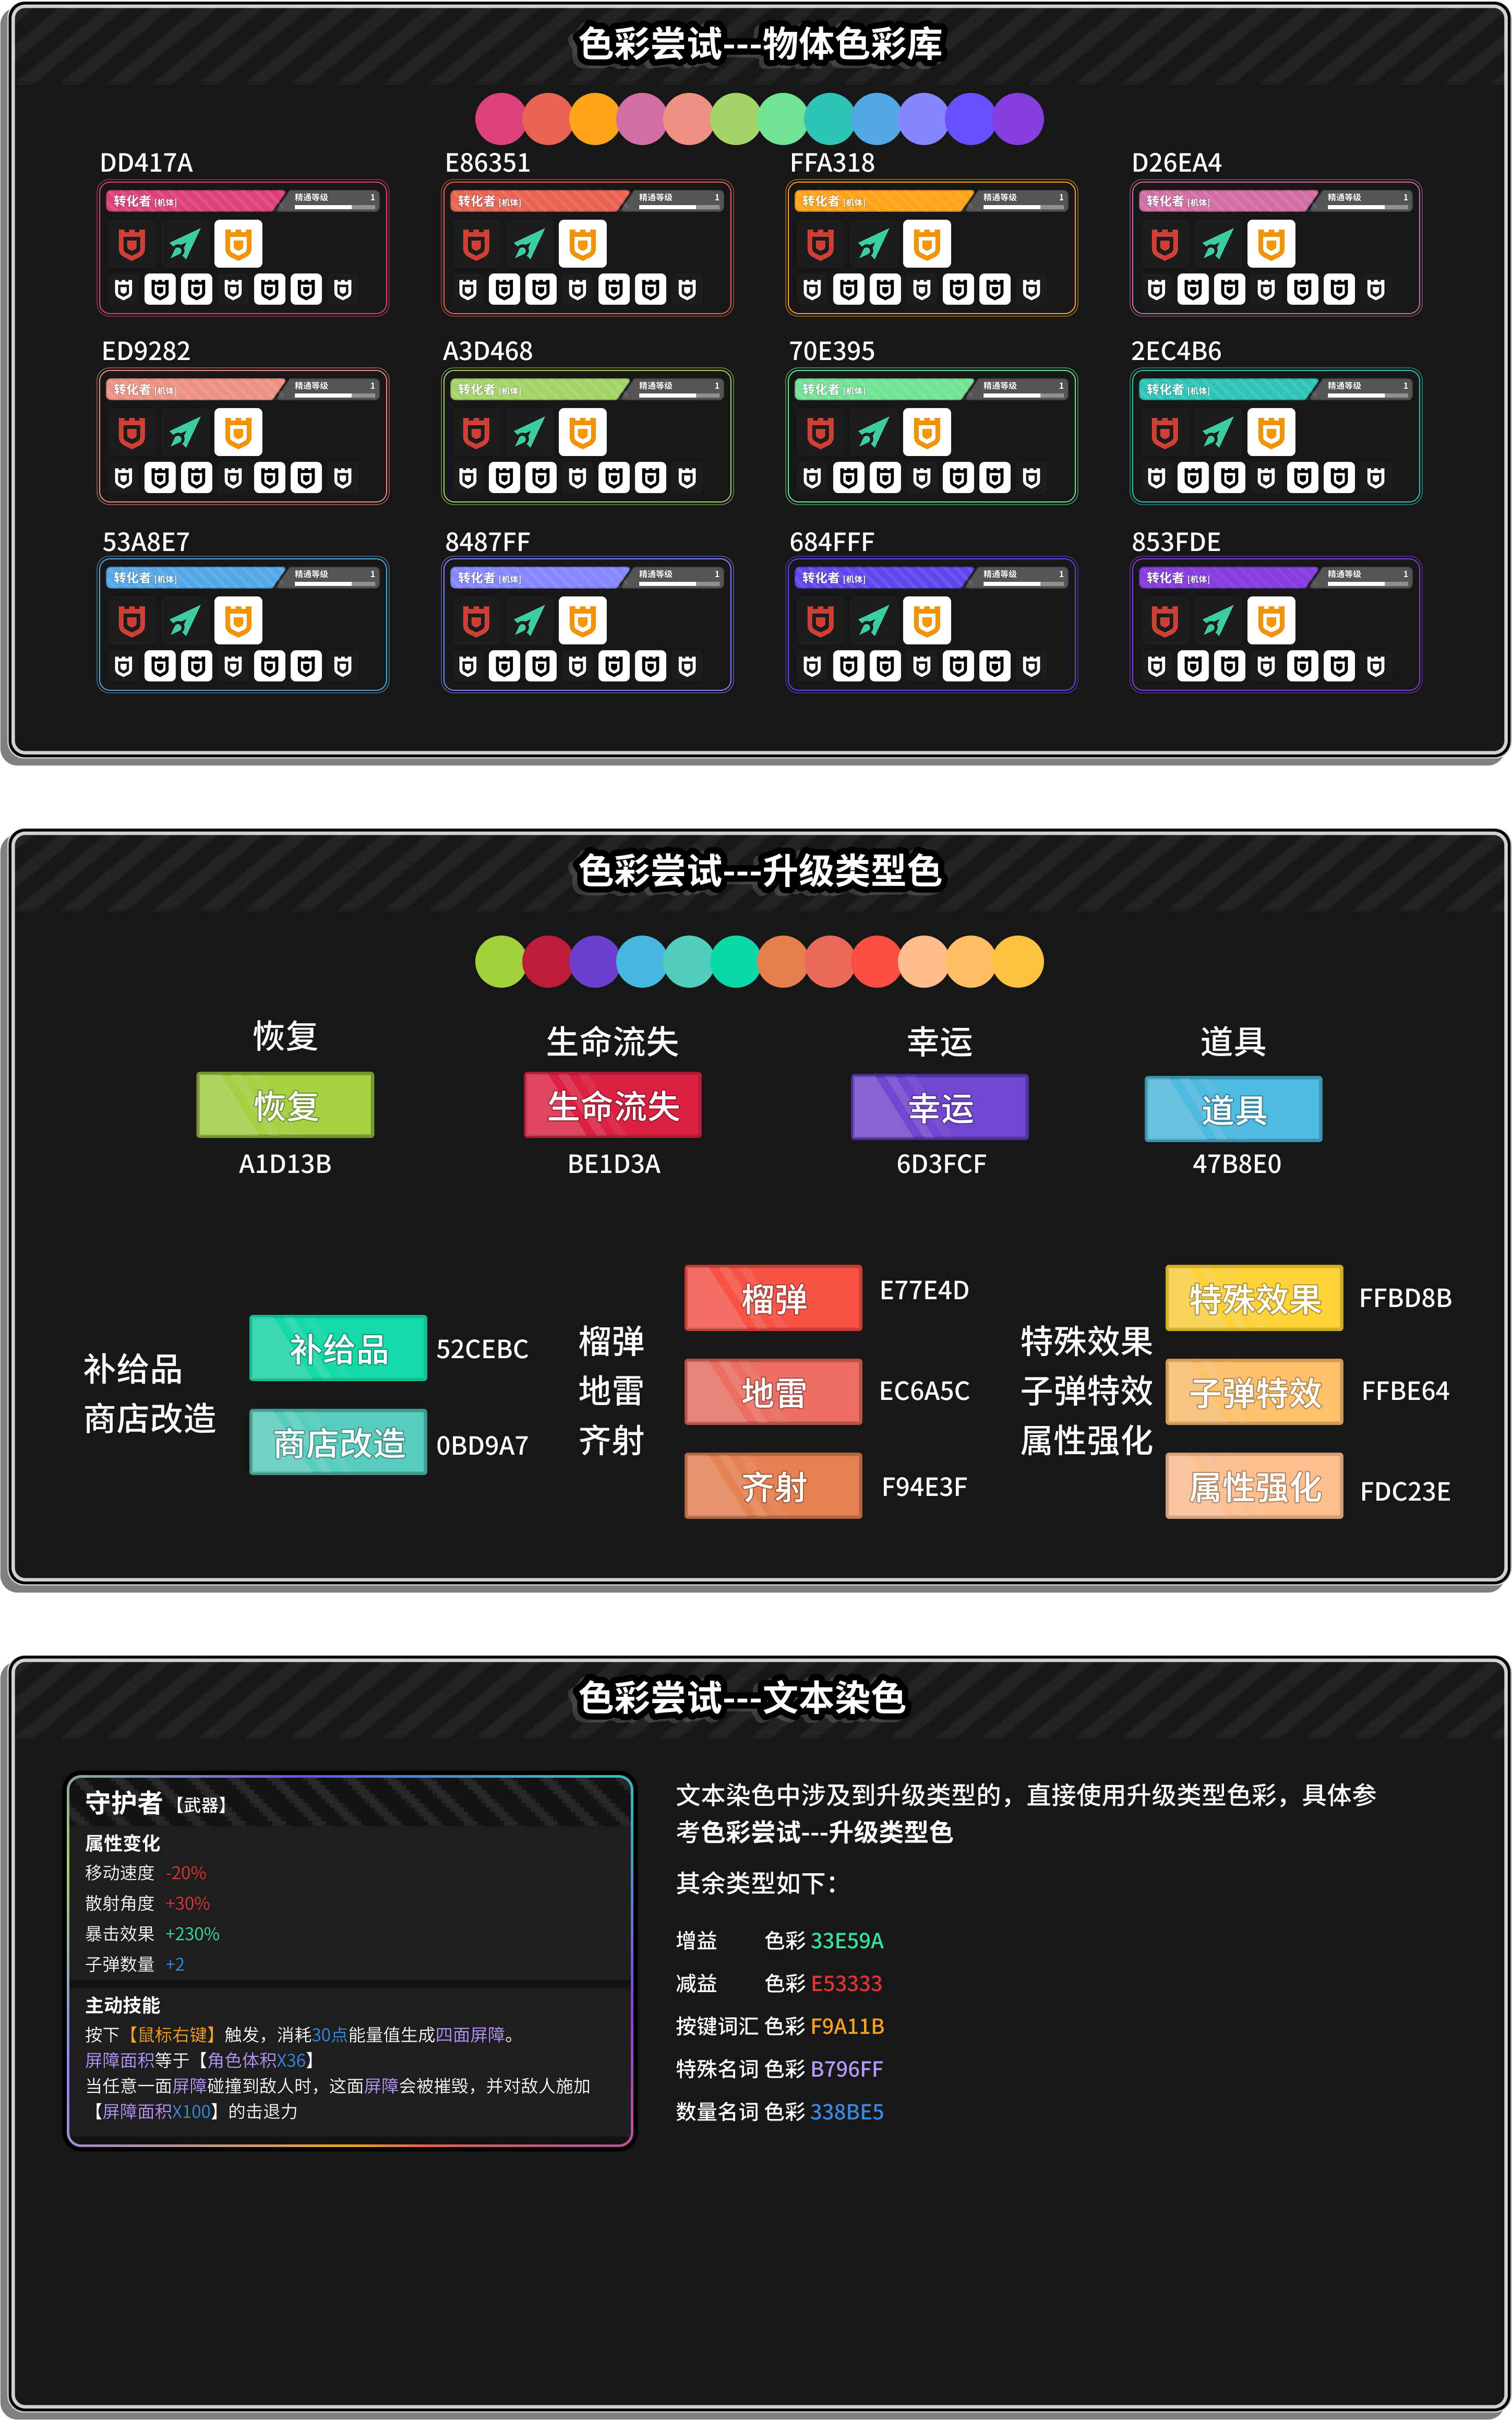 色彩尝试---物体色彩库
DD417A
E86351
FFA318
D26EA4
转化者 [机体] 精通等级 1
转化者 [机体] 精通等级 1
转化者 [机体] 精通等级 1
转化者 [机体] 精通等级 1
ED9282
A3D468
70E395
2EC4B6
转化者 [机体] 精通等级 1
转化者 [机体] 精通等级 1
转化者 [机体] 精通等级 1
转化者 [机体] 精通等级 1
53A8E7
8487FF
684FFF
853FDE
转化者 [机体] 精通等级 1
转化者 [机体] 精通等级 1
转化者 [机体] 精通等级 1
转化者 [机体] 精通等级 1
色彩尝试---升级类型色
恢复
生命流失
幸运
道具
恢复
生命流失
幸运
道具
A1D13B
BE1D3A
6D3FCF
47B8E0
补给品
商店改造
补给品
52CEBC
商店改造
0BD9A7
榴弹
地雷
齐射
榴弹
E77E4D
地雷
EC6A5C
齐射
F94E3F
特殊效果
子弹特效
属性强化
特殊效果
FFBD8B
子弹特效
FFBE64
属性强化
FDC23E
色彩尝试---文本染色
守护者【武器】
属性变化
移动速度 -20%
散射角度 +30%
暴击效果 +230%
子弹数量 +2
主动技能
按下【鼠标右键】触发，消耗30点能量值生成四面屏障。
屏障面积等于【角色体积X36】
当任意一面屏障碰撞到敌人时，这面屏障会被摧毁，并对敌人施加
【屏障面积X100】的击退力
文本染色中涉及到升级类型的，直接使用升级类型色彩，具体参
考色彩尝试---升级类型色
其余类型如下：
增益 色彩 33E59A
减益 色彩 E53333
按键词汇 色彩 F9A11B
特殊名词 色彩 B796FF
数量名词 色彩 338BE5